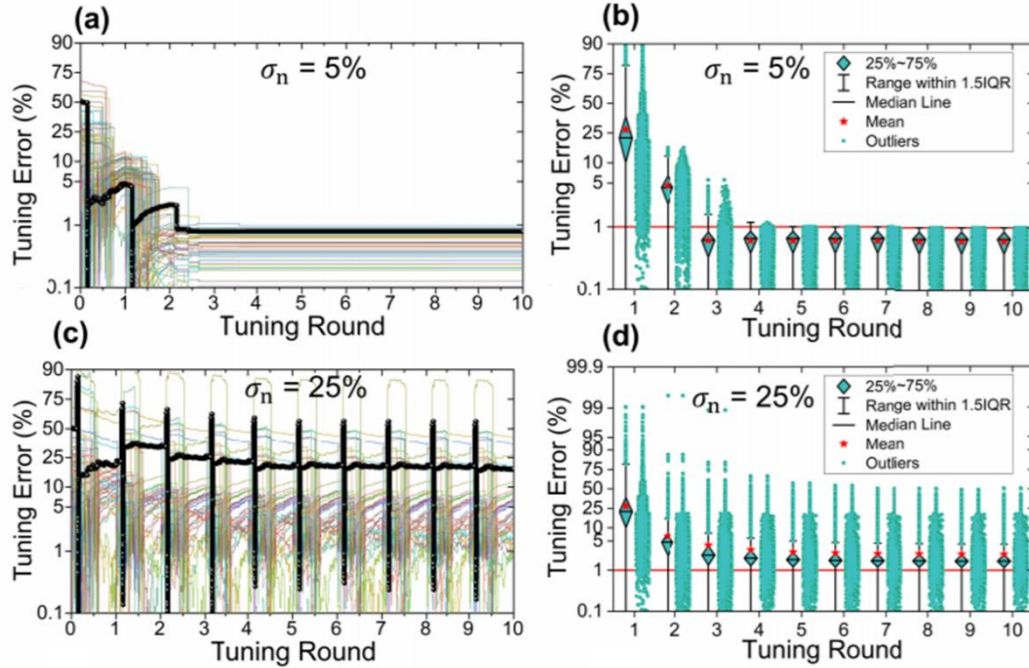 (a)
90
75
50
25
10
5
1
0.1
Tuning Error (%)
σn = 5%
0 1 2 3 4 5 6 7 8 9 10
Tuning Round
(b)
90
75
50
25
10
5
1
0.1
Tuning Error (%)
σn = 5%
25%~75%
Range within 1.5IQR
Median Line
Mean
Outliers
1 2 3 4 5 6 7 8 9 10
Tuning Round
(c)
90
75
50
25
10
5
1
0.1
Tuning Error (%)
σn = 25%
0 1 2 3 4 5 6 7 8 9 10
Tuning Round
(d)
99.9
99
95
90
75
50
25
10
5
1
0.1
Tuning Error (%)
σn = 25%
25%~75%
Range within 1.5IQR
Median Line
Mean
Outliers
1 2 3 4 5 6 7 8 9 10
Tuning Round